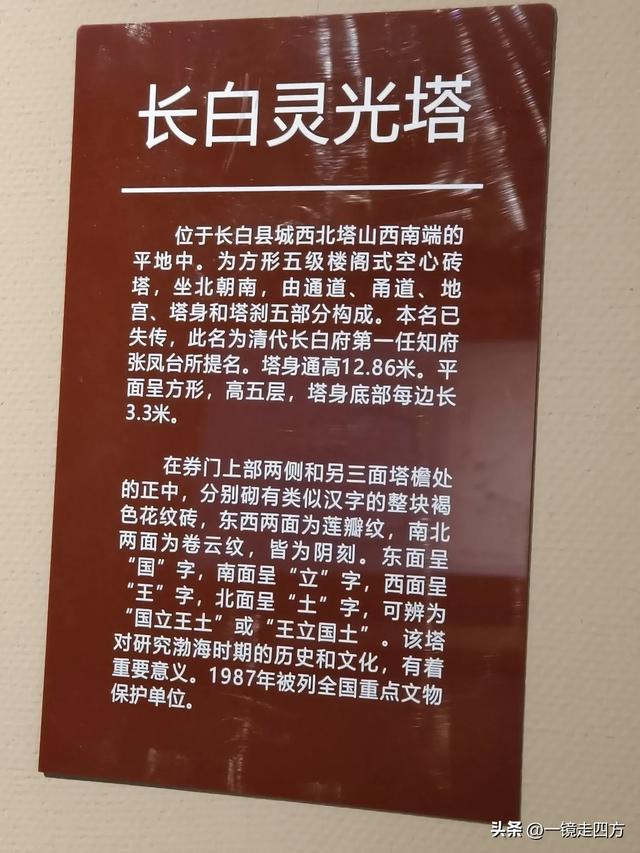 长白灵光塔
位于长白县城西北塔山西南端的
平地中。为方形五级楼阁式空心砖
塔，坐北朝南，由通道、甬道、地
宫、塔身和塔刹五部分构成。本名已
失传，此名为清代长白府第一任知府
张凤台所提名。塔身通高12.86米。平
面呈方形，高五层，塔身底部每边长
3.3米。
在券门上部两侧和另三面塔檐处
的正中，分别砌有类似汉字的整块褐
色花纹砖，东西两面为莲瓣纹，南北
两面为卷云纹，皆为阴刻。东面呈
“国”字，南面呈“立”字，西面呈
“王”字，北面呈“土”字，可辨为
“国立王土”或“王立国土”。该塔
对研究渤海时期的历史和文化，有着
重要意义。1987年被列全国重点文物
保护单位。
头条 @一镜走四方